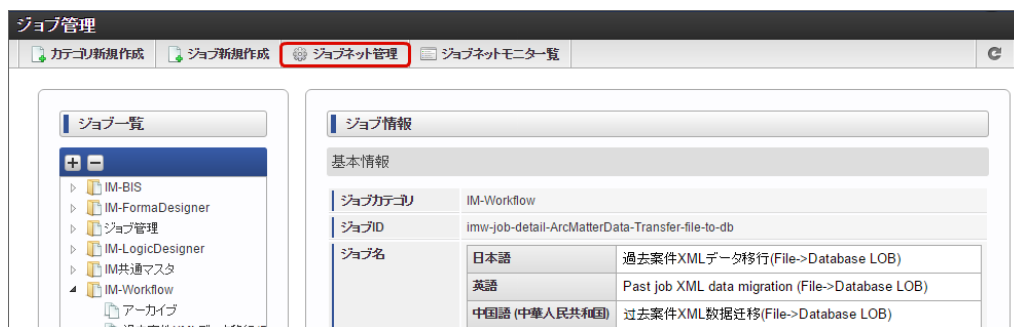 ジョブ管理
カテゴリ新規作成 ジョブ新規作成 ジョブネット管理 ジョブネットモニター覧
ジョブ一覧
IM-BIS
IM-FormaDesigner
ジョブ管理
IM-LogicDesigner
IM共通マスタ
IM-Workflow
アーカイブ
ジョブ情報
基本情報
ジョブカテゴリ IM-Workflow
ジョブID imw-job-detail-ArcMatterData-Transfer-file-to-db
ジョブ名 日本語 過去案件XMLデータ移行(File->Database LOB)
英語 Past job XML data migration (File->Database LOB)
中国語 (中華人民共和国) 过去案件XML数据迁移(File->Database LOB)